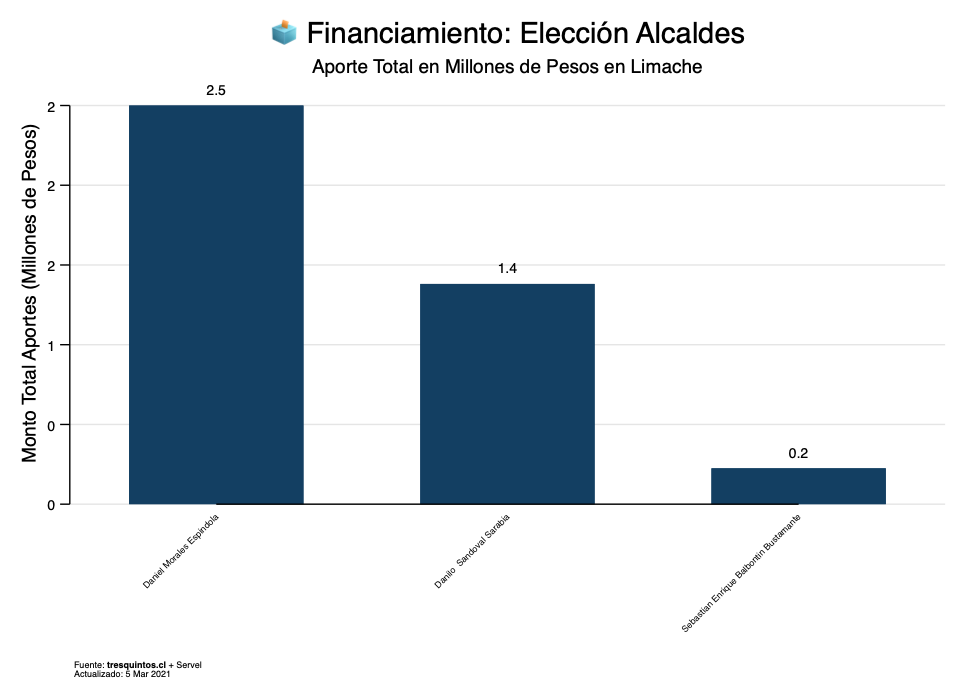 🗳️ Financiamiento: Elección Alcaldes
Aporte Total en Millones de Pesos en Limache
Monto Total Aportes (Millones de Pesos)
2
2
2
1
0
0
2.5
1.4
0.2
Daniel Morales Espíndola
Danilo  Sandoval Sarabia
Sebastian Enrique Balbontin Bustamante
Fuente: tresquintos.cl + Servel
Actualizado: 5 Mar 2021